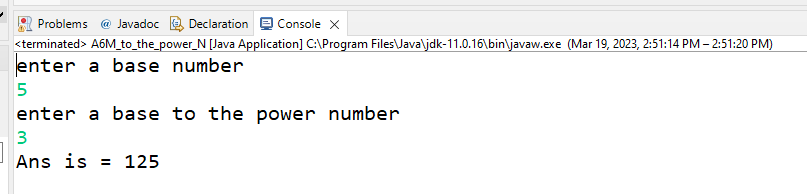 Problems @ Javadoc Declaration Console
<terminated> A6M_to_the_power_N [Java Application] C:\Program Files\Java\jdk-11.0.16\bin\javaw.exe (Mar 19, 2023, 2:51:14 PM – 2:51:20 PM)
enter a base number
5
enter a base to the power number
3
Ans is = 125